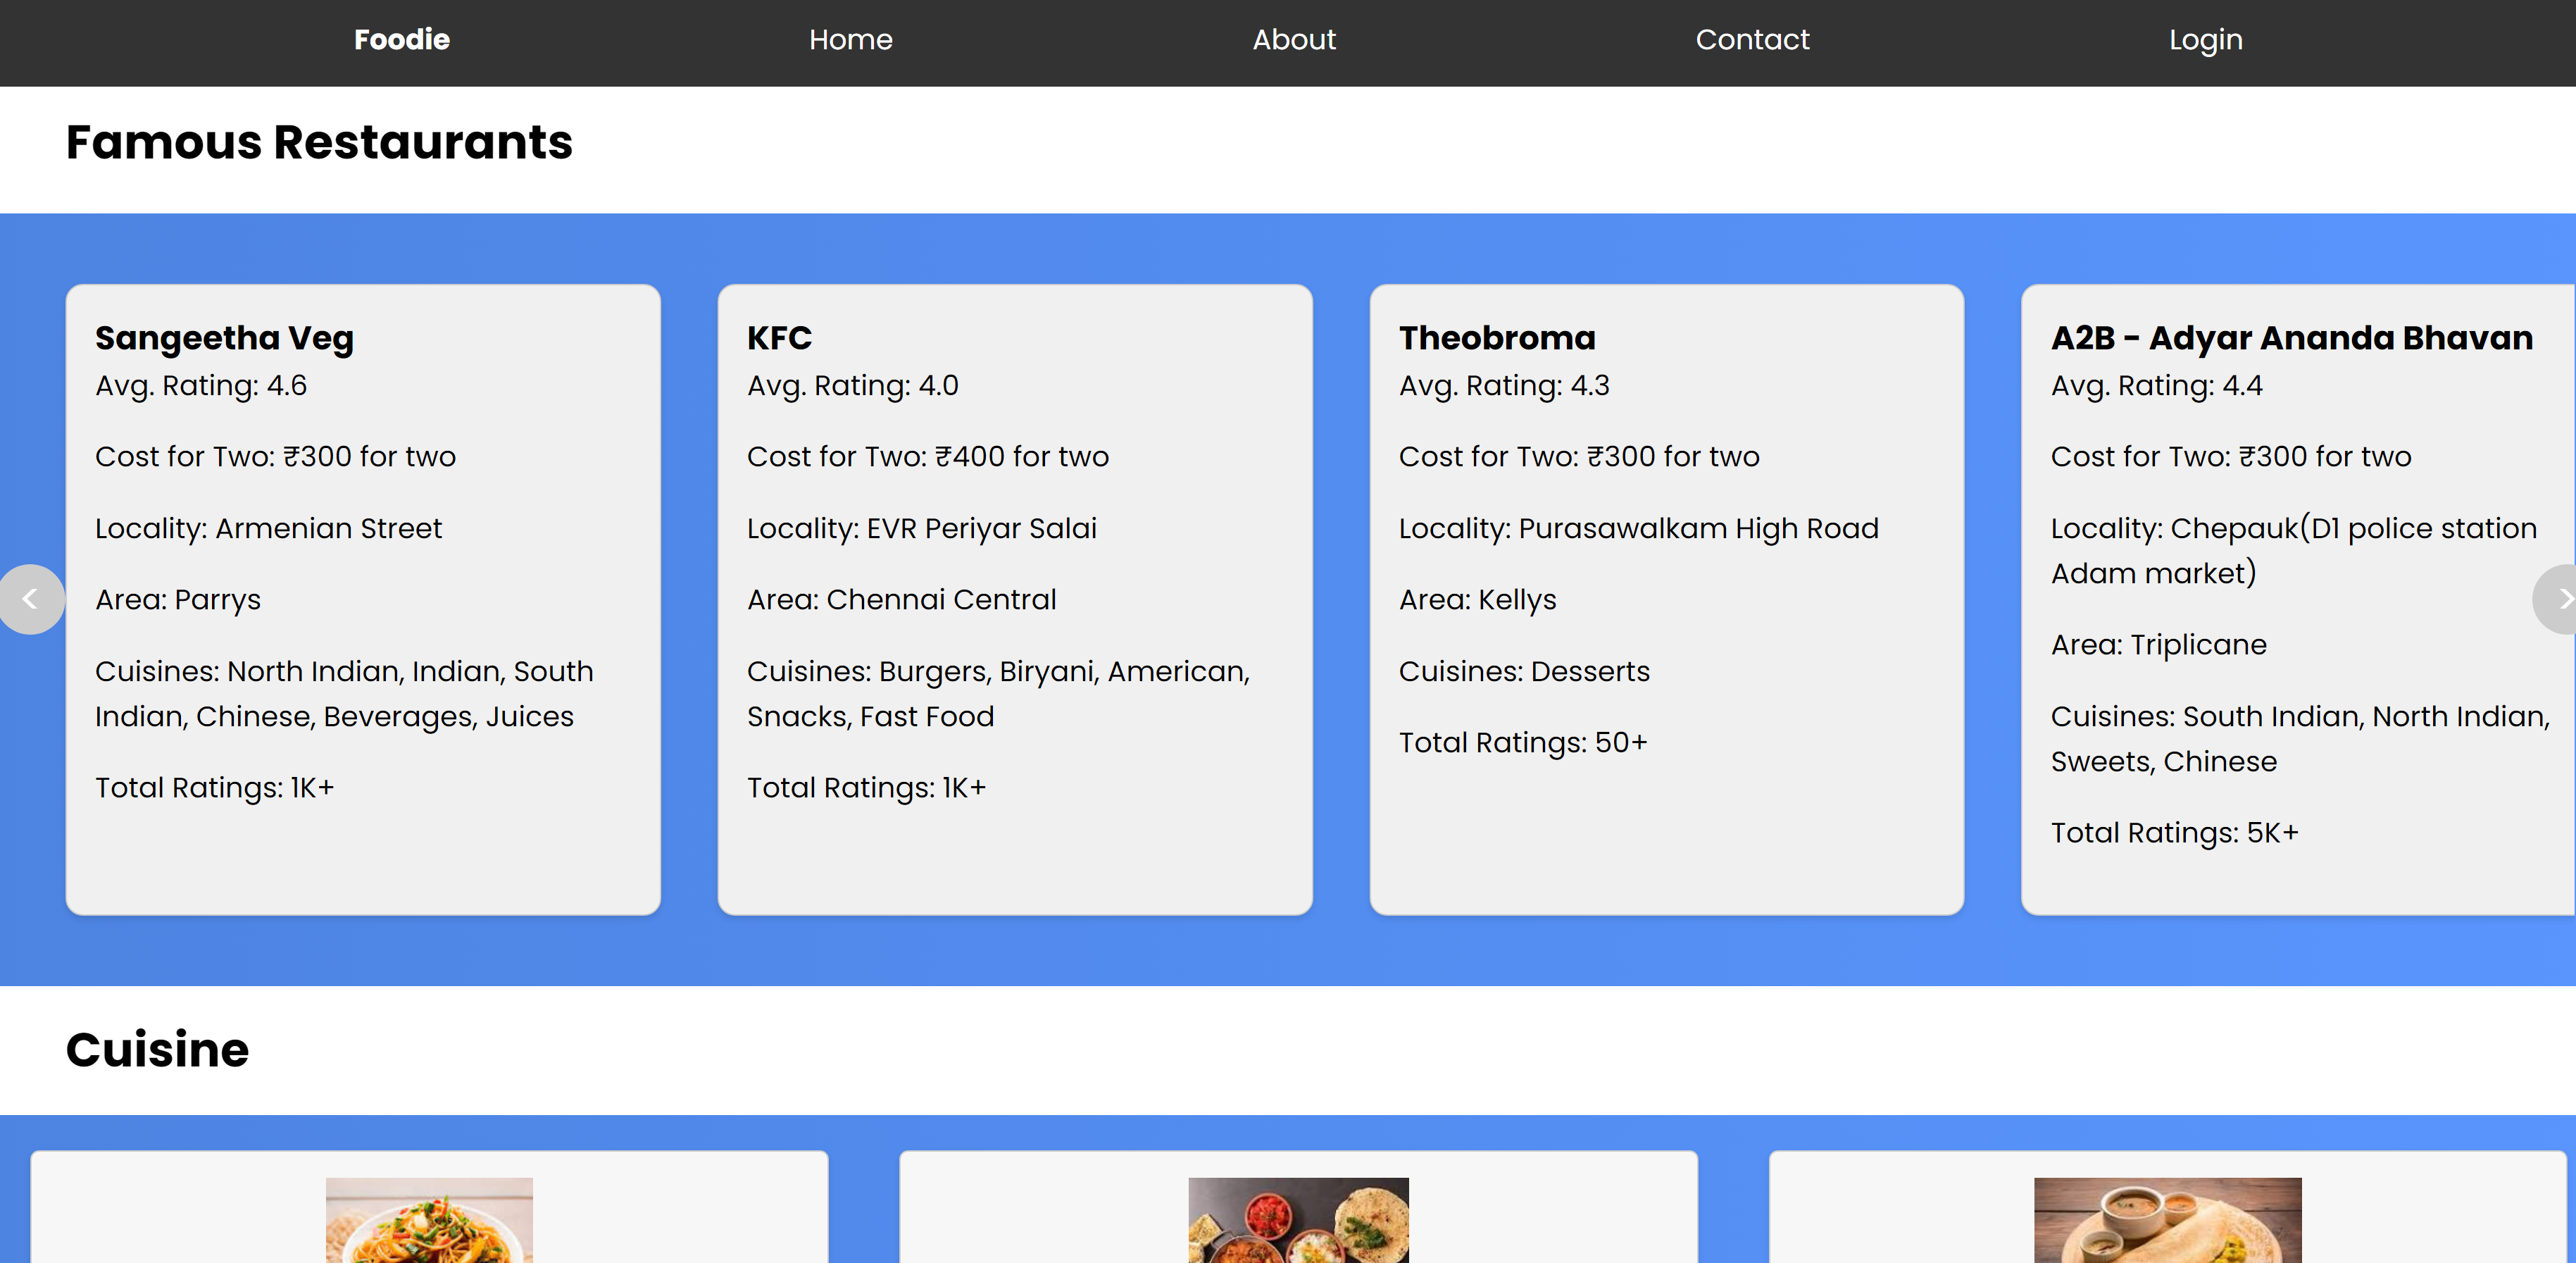 Foodie Home About Contact Login
Famous Restaurants
Sangeetha Veg
Avg. Rating: 4.6
Cost for Two: ₹300 for two
Locality: Armenian Street
Area: Parrys
Cuisines: North Indian, Indian, South
Indian, Chinese, Beverages, Juices
Total Ratings: 1K+
KFC
Avg. Rating: 4.0
Cost for Two: ₹400 for two
Locality: EVR Periyar Salai
Area: Chennai Central
Cuisines: Burgers, Biryani, American,
Snacks, Fast Food
Total Ratings: 1K+
Theobroma
Avg. Rating: 4.3
Cost for Two: ₹300 for two
Locality: Purasawalkam High Road
Area: Kellys
Cuisines: Desserts
Total Ratings: 50+
A2B - Adyar Ananda Bhavan
Avg. Rating: 4.4
Cost for Two: ₹300 for two
Locality: Chepauk(D1 police station
Adam market)
Area: Triplicane
Cuisines: South Indian, North Indian,
Sweets, Chinese
Total Ratings: 5K+
<
>
Cuisine